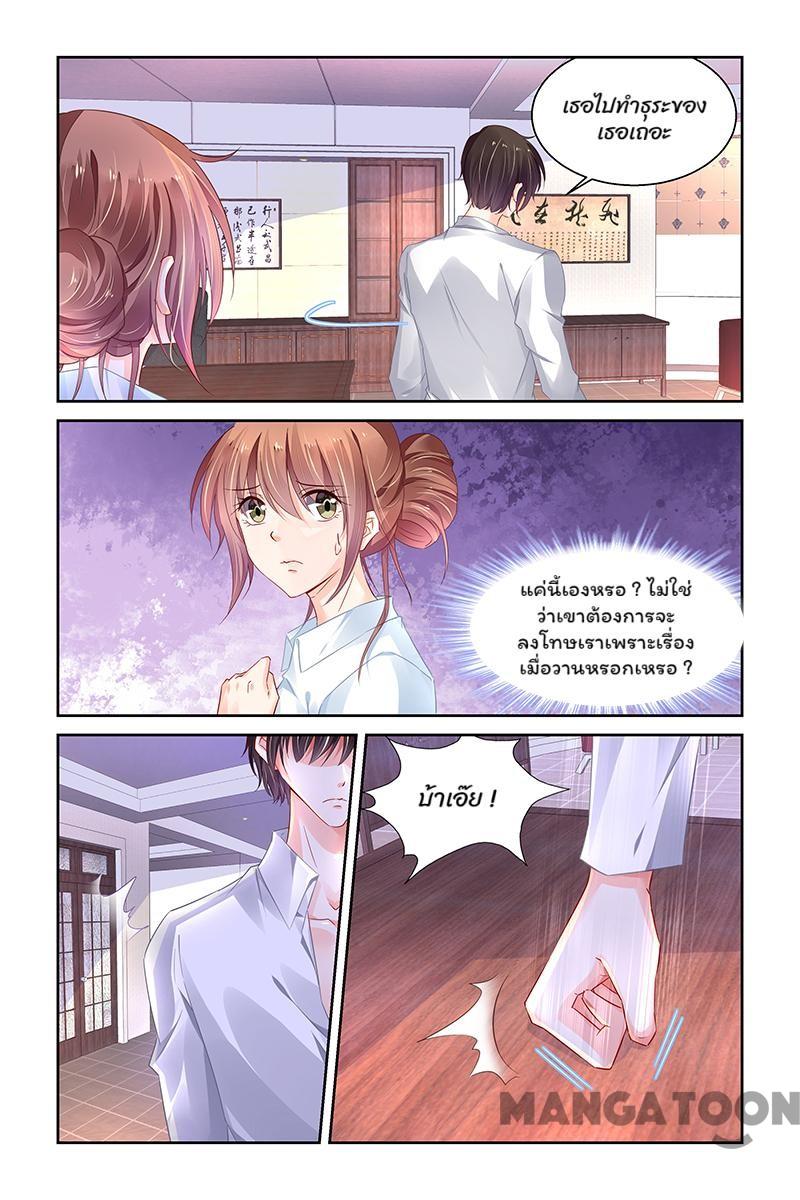 เธอไปทำธุระของ
เธอเถอะ
แค่นี้เองหรอ ? ไม่ใช่
ว่าเขาต้องการจะ
ลงโทษเราเพราะเรื่อง
เมื่อวานหรอกเหรอ ?
บ้าเอ๊ย !
MANGATOON